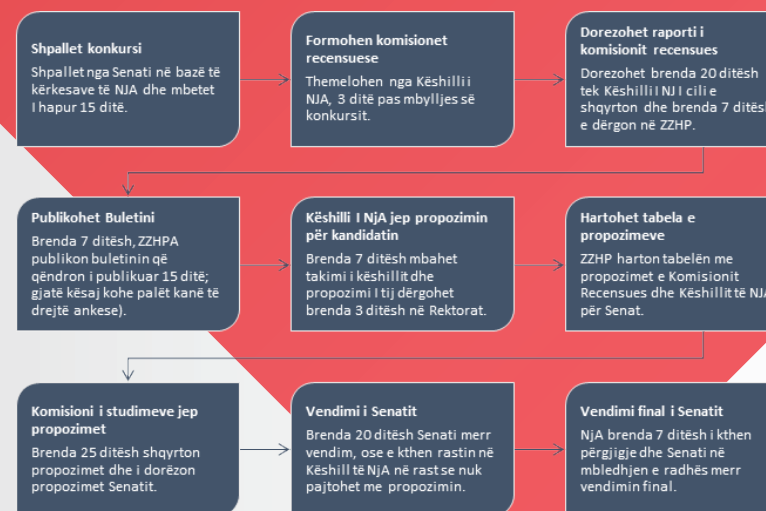 Shpallet konkursi
Shpallet nga Senati në bazë të
kërkesave të NJA dhe mbetet
I hapur 15 ditë.
Formohen komisionet
recensuese
Themelohen nga Këshilli i
NJA, 3 ditë pas mbylljes së
konkursit.
Dorezohet raporti i
komisionit recensues
Dorezohet brenda 20 ditësh
tek Këshilli I NJ I cili e
shqyrton dhe brenda 7 ditësh
e dërgon në ZZHP.
Publikohet Buletini
Brenda 7 ditësh, ZZHPA
publikon buletinin që
qëndron i publikuar 15 ditë;
gjatë kësaj kohe palët kanë të
drejtë ankese).
Këshilli I NjA jep propozimin
për kandidatin
Brenda 7 ditësh mbahet
takimi i këshillit dhe
propozimi I tij dërgohet
brenda 3 ditësh në Rektorat.
Hartohet tabela e
propozimeve
ZZHP harton tabelën me
propozimet e Komisionit
Recensues dhe Këshillit të NJA
për Senat.
Komisioni i studimeve jep
propozimet
Brenda 25 ditësh shqyrton
propozimet dhe i dorëzon
propozimet Senatit.
Vendimi i Senatit
Brenda 20 ditësh Senati merr
vendim, ose e kthen rastin në
Këshill të NjA në rast se nuk
pajtohet me propozimin.
Vendimi final i Senatit
NjA brenda 7 ditësh i kthen
përgjigje dhe Senati në
mbledhjen e radhës merr
vendimin final.